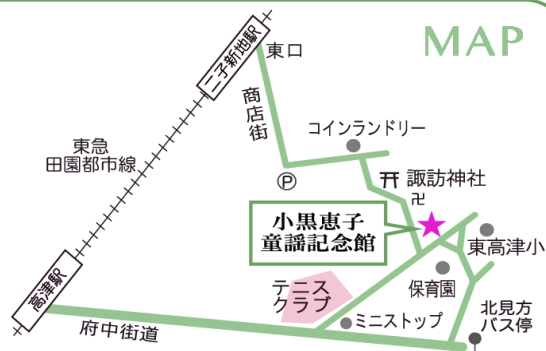 MAP
二子新地駅
東口
商店街
コインランドリー
東急
田園都市線
Ⓟ
諏訪神社
卍
小黒恵子
童謡記念館
東高津小
高津駅
テニス
クラブ
保育園
ミニストップ
北見方
バス停
府中街道